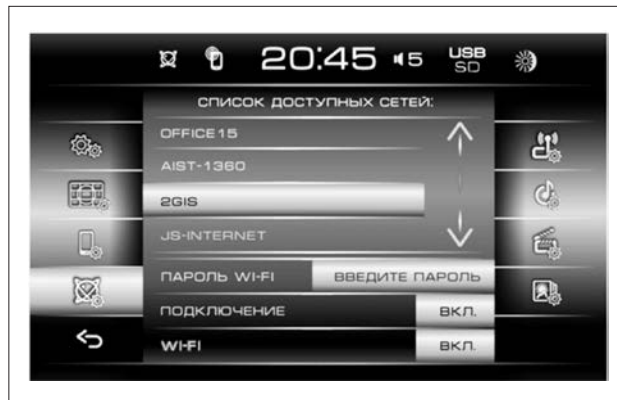 20:45 5 USB
SD
СПИСОК ДОСТУПНЫХ СЕТЕЙ:
OFFICE15
AIST-1360
2GIS
JS-INTERNET
ПАРОЛЬ WI-FI ВВЕДИТЕ ПАРОЛЬ
ПОДКЛЮЧЕНИЕ ВКЛ.
WI-FI ВКЛ.